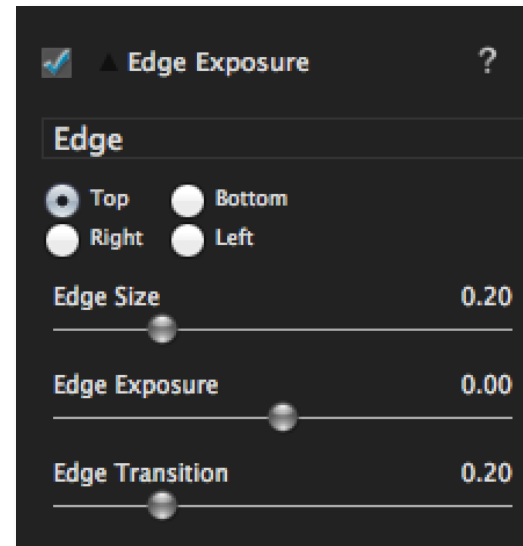 Edge Exposure ?
Edge
Top Bottom
Right Left
Edge Size 0.20
Edge Exposure 0.00
Edge Transition 0.20